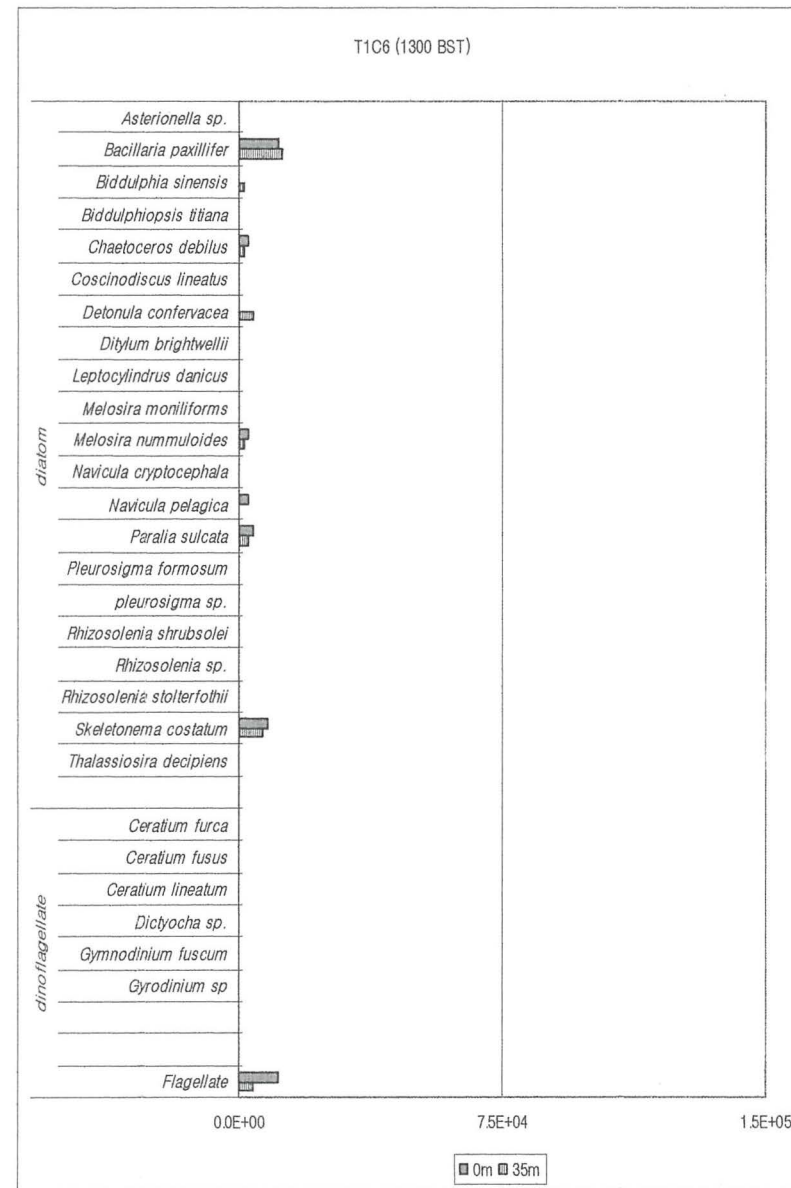 T1C6 (1300 BST)
diatom
Asterionella sp.
Bacillaria paxillifer
Biddulphia sinensis
Biddulphiopsis titiana
Chaetoceros debilus
Coscinodiscus lineatus
Detonula confervacea
Ditylum brightwellii
Leptocylindrus danicus
Melosira moniliforms
Melosira nummuloides
Navicula cryptocephala
Navicula pelagica
Paralia sulcata
Pleurosigma formosum
pleurosigma sp.
Rhizosolenia shrubsolei
Rhizosolenia sp.
Rhizosolenia stolterfothii
Skeletonema costatum
Thalassiosira decipiens
dinoflagellate
Ceratium furca
Ceratium fusus
Ceratium lineatum
Dictyocha sp.
Gymnodinium fuscum
Gyrodinium sp
Flagellate
0.0E+00 7.5E+04 1.5E+05
0m 35m